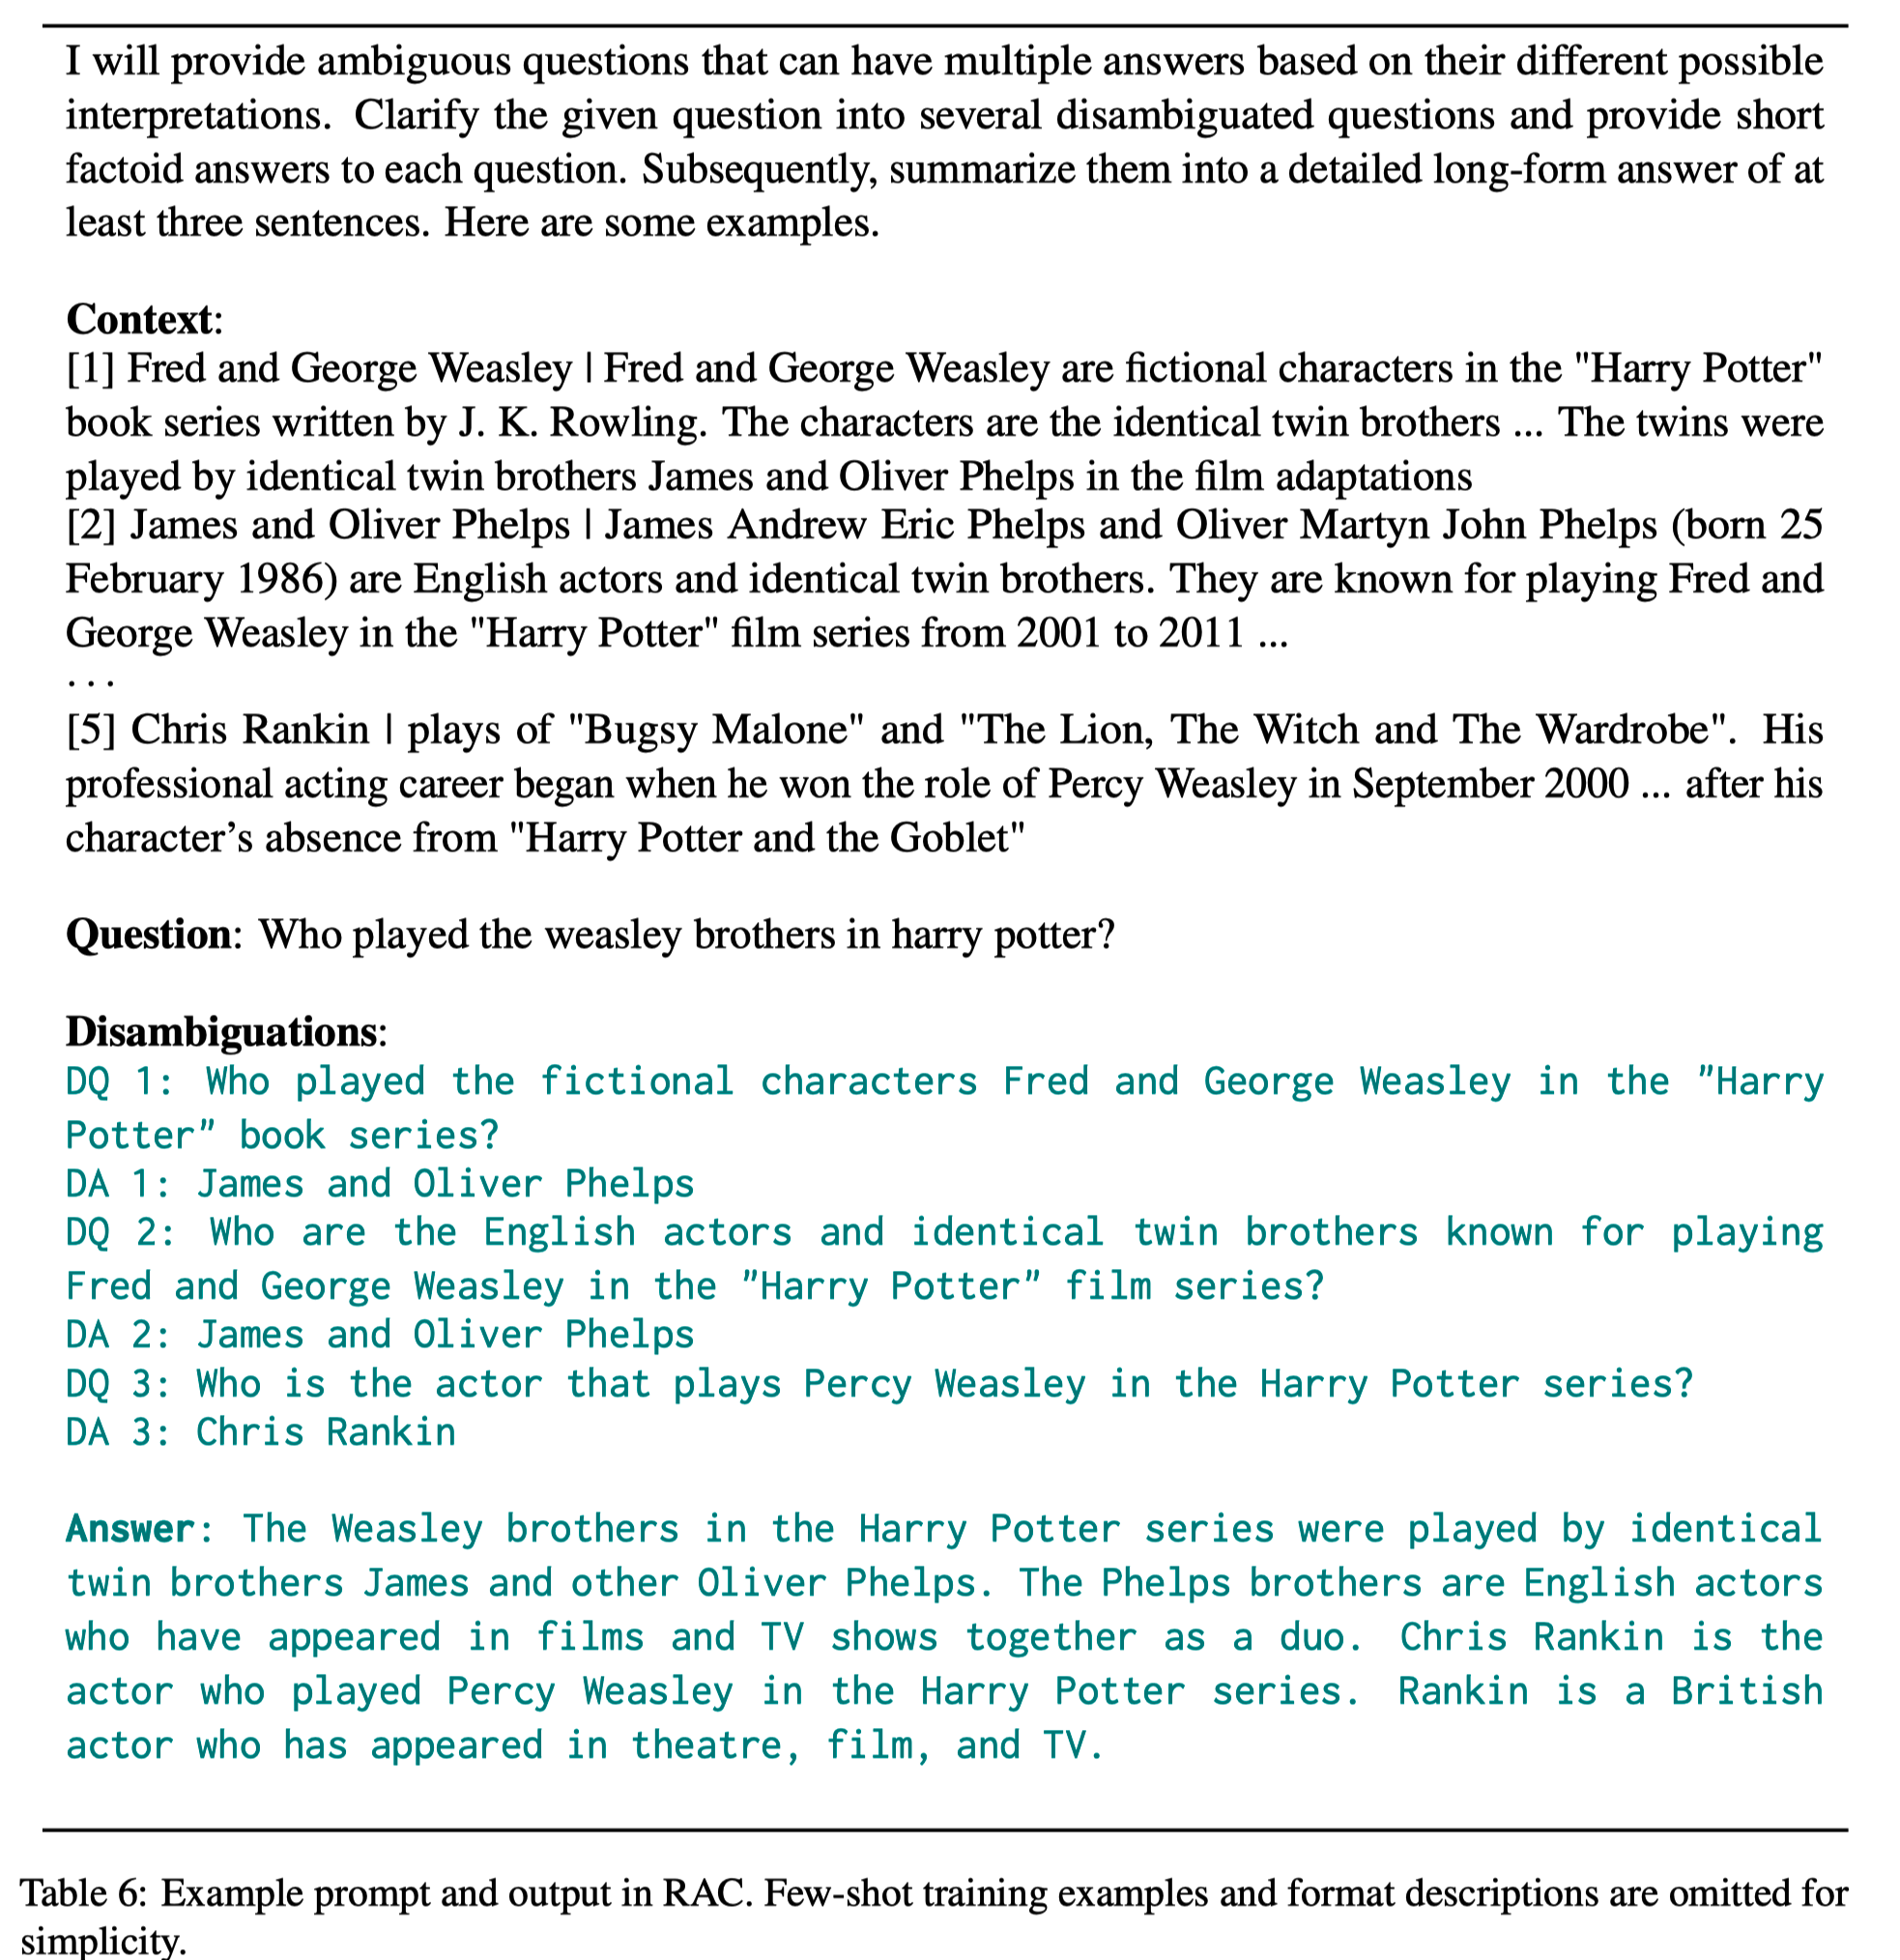 I will provide ambiguous questions that can have multiple answers based on their different possible
interpretations. Clarify the given question into several disambiguated questions and provide short
factoid answers to each question. Subsequently, summarize them into a detailed long-form answer of at
least three sentences. Here are some examples.
Context:
[1] Fred and George Weasley | Fred and George Weasley are fictional characters in the "Harry Potter"
book series written by J. K. Rowling. The characters are the identical twin brothers ... The twins were
played by identical twin brothers James and Oliver Phelps in the film adaptations
[2] James and Oliver Phelps | James Andrew Eric Phelps and Oliver Martyn John Phelps (born 25
February 1986) are English actors and identical twin brothers. They are known for playing Fred and
George Weasley in the "Harry Potter" film series from 2001 to 2011 ...
. . .
[5] Chris Rankin | plays of "Bugsy Malone" and "The Lion, The Witch and The Wardrobe". His
professional acting career began when he won the role of Percy Weasley in September 2000 ... after his
character's absence from "Harry Potter and the Goblet"
Question: Who played the weasley brothers in harry potter?
Disambiguations:
DQ 1: Who played the fictional characters Fred and George Weasley in the "Harry
Potter" book series?
DA 1: James and Oliver Phelps
DQ 2: Who are the English actors and identical twin brothers known for playing
Fred and George Weasley in the "Harry Potter" film series?
DA 2: James and Oliver Phelps
DQ 3: Who is the actor that plays Percy Weasley in the Harry Potter series?
DA 3: Chris Rankin
Answer: The Weasley brothers in the Harry Potter series were played by identical
twin brothers James and other Oliver Phelps. The Phelps brothers are English actors
who have appeared in films and TV shows together as a duo. Chris Rankin is the
actor who played Percy Weasley in the Harry Potter series. Rankin is a British
actor who has appeared in theatre, film, and TV.
Table 6: Example prompt and output in RAC. Few-shot training examples and format descriptions are omitted for
simplicity.